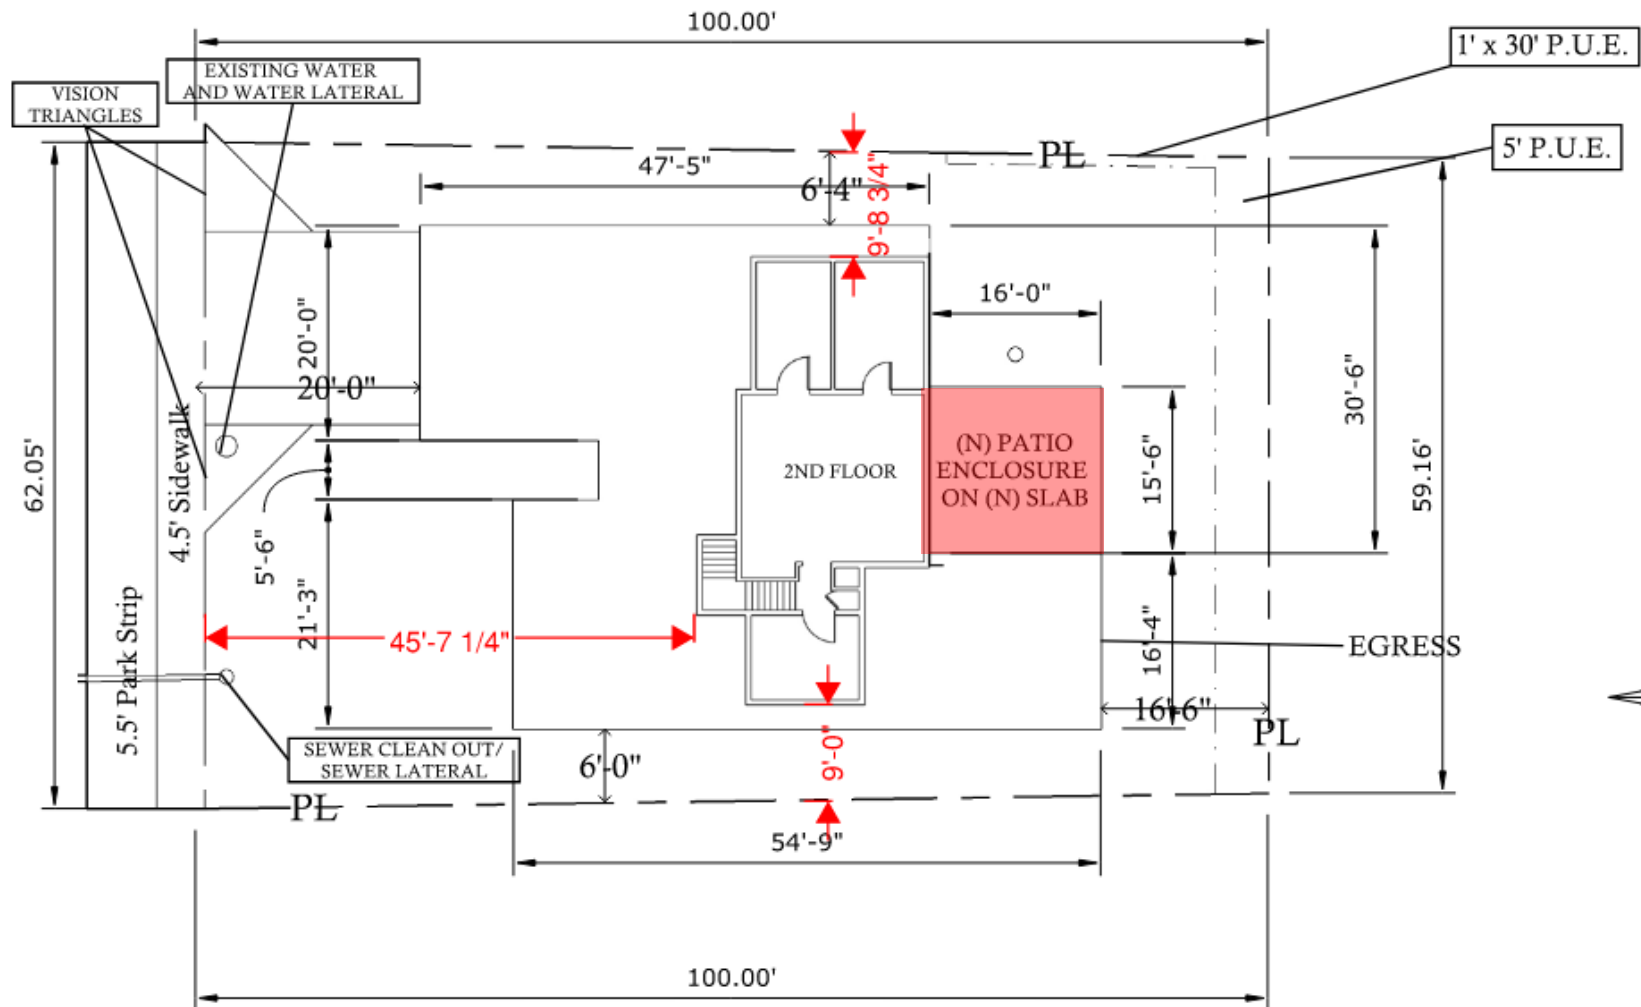 100.00'
1' x 30' P.U.E.
EXISTING WATER
AND WATER LATERAL
VISION
TRIANGLES
5' P.U.E.
PL
47'-5"
6'-4"
9'-8 3/4"
16'-0"
20'-0"
20'-0"
30'-6"
62.05'
4.5' Sidewalk
2ND FLOOR
(N) PATIO
ENCLOSURE
ON (N) SLAB
15'-6"
59.16'
5'-6"
21'-3"
45'-7 1/4"
5.5' Park Strip
16'-4"
EGRESS
16'-6"
PL
SEWER CLEAN OUT/
SEWER LATERAL
6'-0"
9'-0"
PL
54'-9"
100.00'